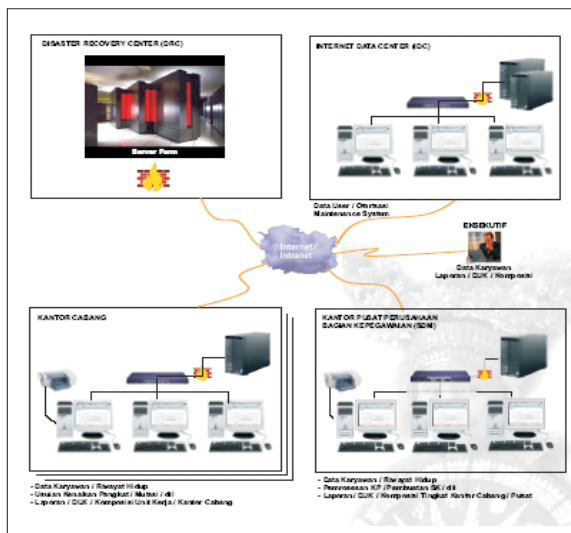 DISASTER RECOVERY CENTER (DRC)
Server Farm
INTERNET DATA CENTER (IDC)
Data User / Otorisasi
Maintenance System
Internet/
Intranet
EKSEKUTIF
Data Karyawan
Laporan / DUK / Komposisi
KANTOR CABANG
- Data Karyawan / Riwayat Hidup
- Usulan Kenaikan Pangkat / Mutasi / dll
- Laporan / DUK / Komposisi Unit Kerja / Kantor Cabang
KANTOR PUSAT PERUSAHAAN
BAGIAN KEPEGAWAIAN (SDM)
- Data Karyawan / Riwayat Hidup
- Pemrosesan KP / Pembuatan SK / dll
- Laporan / DUK / Komposisi Tingkat Kantor Cabang / Pusat